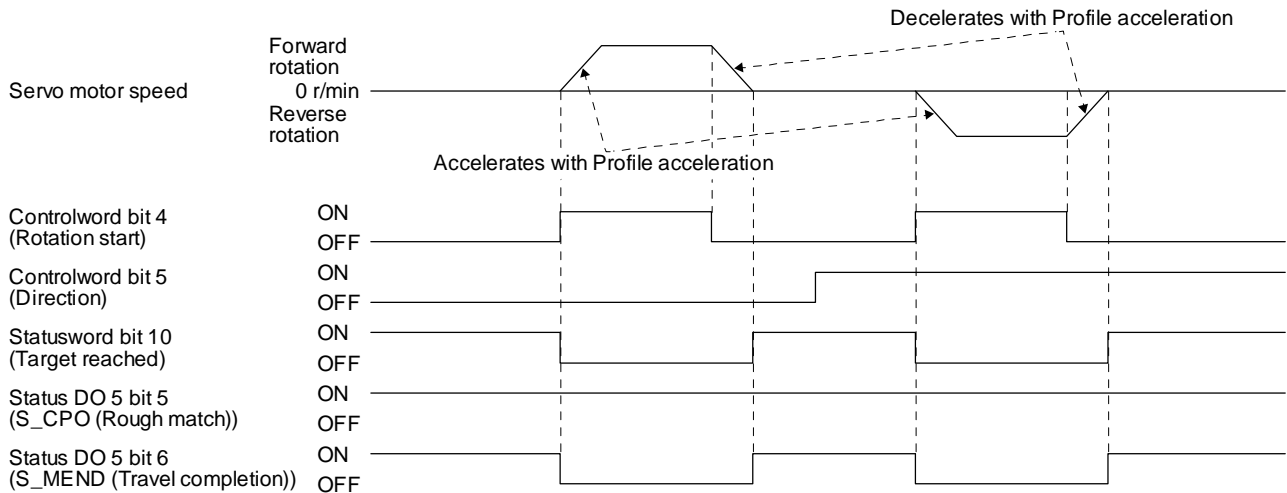 Decelerates with Profile acceleration
Forward
rotation
Servo motor speed 0 r/min
Reverse
rotation
Accelerates with Profile acceleration
Controlword bit 4 ON
(Rotation start) OFF
Controlword bit 5 ON
(Direction) OFF
Statusword bit 10 ON
(Target reached) OFF
Status DO 5 bit 5 ON
(S_CPO (Rough match)) OFF
Status DO 5 bit 6 ON
(S_MEND (Travel completion)) OFF